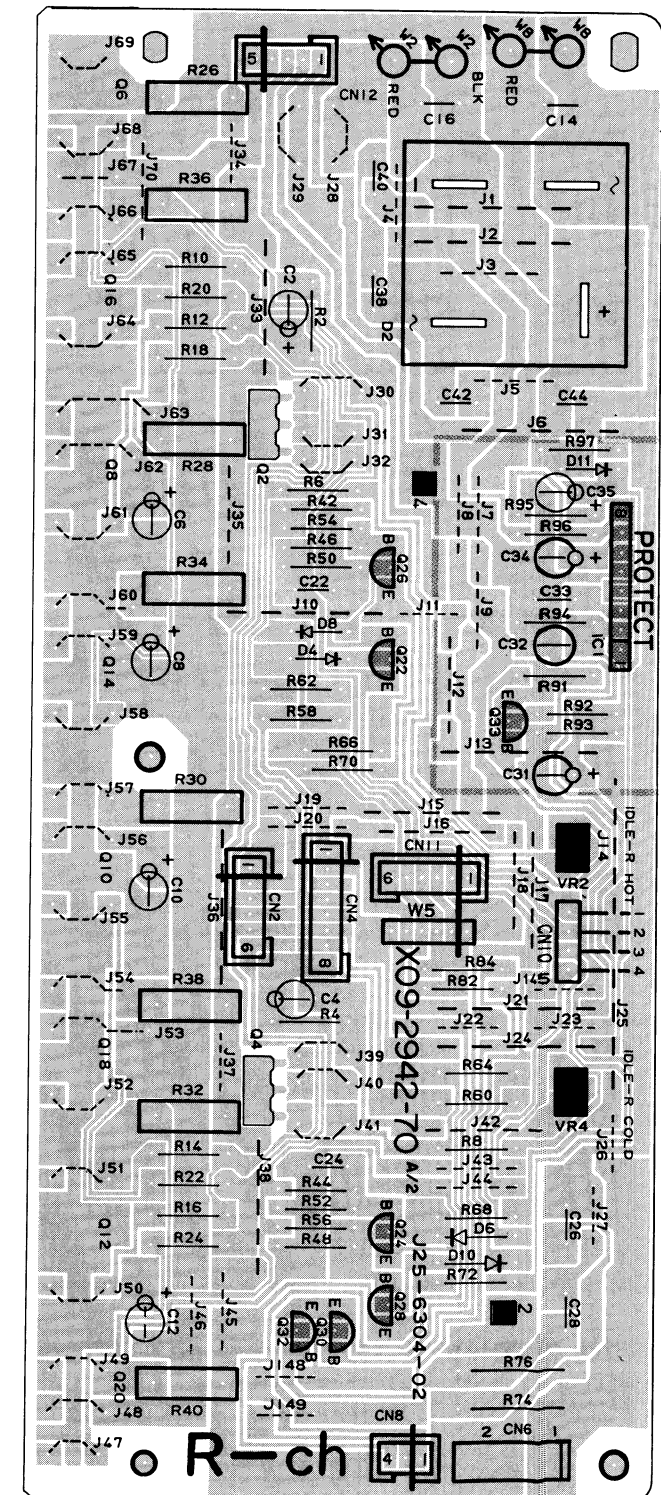 J69
Q6
R26
5
1
CN12
W2
W2
W8
W8
RED
BLK
RED
C16
C14
J68
J67
J70
J34
R36
J66
J29
J28
C40
J4
J1
~
J2
J3
J65
Q16
R10
R20
R12
R18
J33
C2
+
R2
C38
D2
~
+
J64
J30
C42
J5
C44
J6
J63
J31
J32
R28
Q2
Q8
J62
R97
D11
R6
4
R95
C35
+
J61
C6
+
J35
R42
R54
R46
R50
J8
J7
R96
8
PROTECT
B
Q26
E
C34
+
R34
C22
C33
J60
J10
J11
J9
R94
J59
Q14
C8
+
D8
D4
B
Q22
E
C32
1
IC1
J12
R62
R91
R58
J58
E
Q33
B
R92
R93
R66
R70
J13
C31
+
J57
R30
J19
J20
J15
J16
J56
Q10
C10
+
J36
1
CN2
6
1
CN4
8
CN11
6
1
J18
J17
VR2
J14
IDLE-R HOT
J55
W5
CN10
1
2
3
4
J54
R38
C4
R4
X09-2942-70 A/2
R84
R82
J145
J21
J25
J53
Q18
J37
Q4
J39
J40
J22
J23
J24
R64
J52
R32
R60
VR4
IDLE-R COLD
J41
J42
J26
R14
R8
J51
R22
J38
C24
J43
J44
R44
R16
R52
B
Q24
E
R68
C26
J27
Q12
R24
R56
R48
D6
J25-6304-02
D10
R72
J50
C12
+
J46
J45
B
Q28
E
2
C28
E
Q32
B
E
Q30
B
J49
Q20
J148
R76
J48
R40
J149
R74
J47
R-ch
CN8
4
1
CN6
2
1